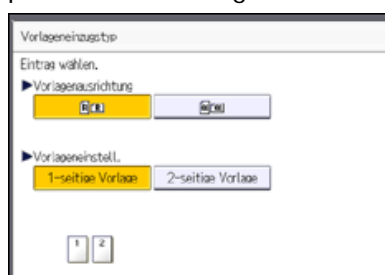 Vorlageneinzugstyp
Eintrag wählen.
▶Vorlagenausrichtung
▶Vorlageneinstell.
1-seitige Vorlage 2-seitige Vorlage
1 2